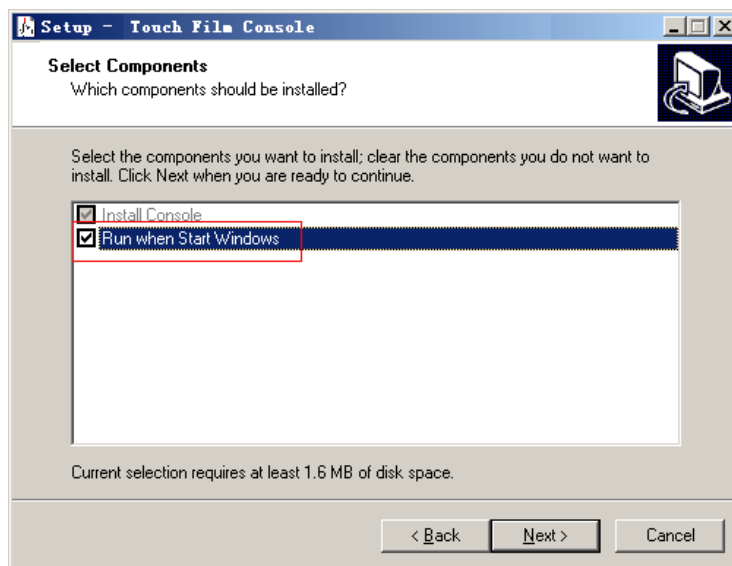 Setup - Touch Film Console
Select Components
Which components should be installed?
Select the components you want to install; clear the components you do not want to
install. Click Next when you are ready to continue.
Install Console
Run when Start Windows
Current selection requires at least 1.6 MB of disk space.
< Back
Next >
Cancel